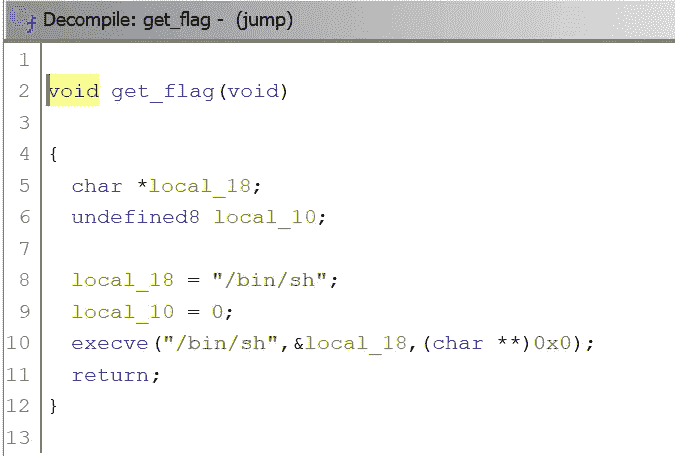 Decompile: get_flag - (jump)
1
2 void get_flag(void)
3
4 {
5 char *local_18;
6 undefined8 local_10;
7
8 local_18 = "/bin/sh";
9 local_10 = 0;
10 execve("/bin/sh",&local_18,(char **)0x0);
11 return;
12 }
13